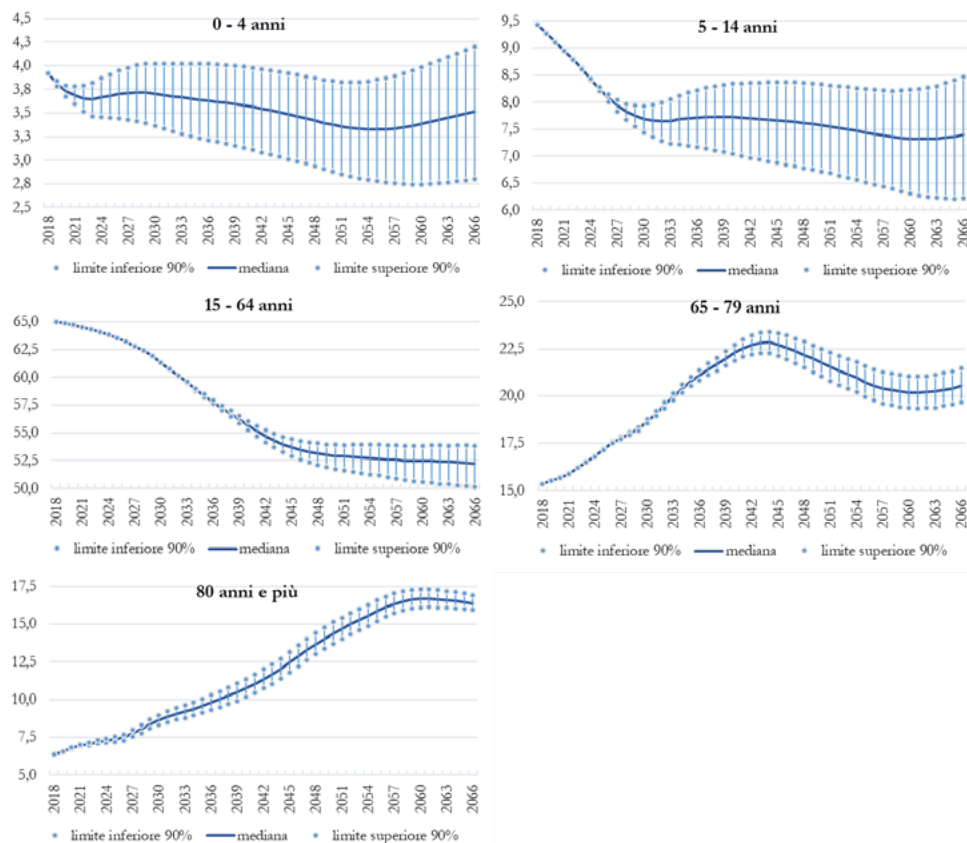 0 - 4 anni
4,5
4,3
4,0
3,8
3,5
3,3
3,0
2,8
2,5
2018 2021 2024 2027 2030 2033 2036 2039 2042 2045 2048 2051 2054 2057 2060 2063 2066
limite inferiore 90% mediana limite superiore 90%
5 - 14 anni
9,5
9,0
8,5
8,0
7,5
7,0
6,5
6,0
2018 2021 2024 2027 2030 2033 2036 2039 2042 2045 2048 2051 2054 2057 2060 2063 2066
limite inferiore 90% mediana limite superiore 90%
15 - 64 anni
65,0
62,5
60,0
57,5
55,0
52,5
50,0
2018 2021 2024 2027 2030 2033 2036 2039 2042 2045 2048 2051 2054 2057 2060 2063 2066
limite inferiore 90% mediana limite superiore 90%
65 - 79 anni
25,0
22,5
20,0
17,5
15,0
2018 2021 2024 2027 2030 2033 2036 2039 2042 2045 2048 2051 2054 2057 2060 2063 2066
limite inferiore 90% mediana limite superiore 90%
80 anni e più
17,5
15,0
12,5
10,0
7,5
5,0
2018 2021 2024 2027 2030 2033 2036 2039 2042 2045 2048 2051 2054 2057 2060 2063 2066
limite inferiore 90% mediana limite superiore 90%